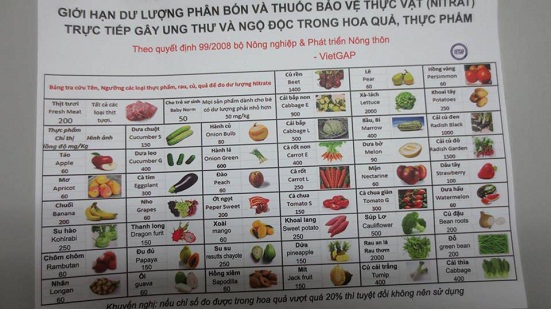 GIỚI HẠN DƯ LƯỢNG PHÂN BÓN VÀ THUỐC BẢO VỆ THỰC VẬT (NITRAT)
TRỰC TIẾP GÂY UNG THƯ VÀ NGỘ ĐỘC TRONG HOA QUẢ, THỰC PHẨM
Theo quyết định 99/2008 bộ Nông nghiệp & Phát triển Nông thôn
- VietGAP
Bảng tra cứu Tên, Ngưỡng các loại thực phẩm, rau, củ, quả để đo dư lượng Nitrate
Củ rền Beet 1400
Lê Pear 60
Hồng vàng Persimmon 60
Thịt tươi Fresh Meat 200
Tất cả các loại thịt tươi.
Cho trẻ sơ sinh Baby Norm 50
Mọi sản phẩm dành cho bé có dư lượng phải nhỏ hơn 50 mg/kg
Cải bắp non Cabbage E 900
Xà-lách Lettuce 2000
Khoai tây Potatoes 250
Thực phẩm Chỉ thị Nồng độ mg/Kg
Hình ảnh
Dưa chuột Cucumber S 150
Hành củ Onion Bulb 80
Cải bắp Cabbage L 500
Bầu, Bí Marrow 400
Củ cải đen Radish Black 1000
Táo Apple 60
Dưa leo Cucumber G 400
Hành lá Onion Green 600
Cà rốt non Carrot E 400
Dưa bở Melon 90
Củ cải đỏ Radish Garden 1500
Mơ Apricot 60
Cà tím Eggplant 300
Đào Peach 60
Cà rốt Carrot L 250
Mận Nectarine 60
Dâu tây Strawberry 100
Chuối Banana 200
Nho Grapes 60
Ớt ngọt Peper Sweet 200
Cà chua Tomato S 150
Cà chua gian Tomato G 300
Dưa hấu Watermelon 60
Su hào Kohlrabi 250
Thanh long Dragon furit 150
Xoài mango 60
Khoai lang Sweet potato 250
Súp Lơ Cauliflower 500
Củ đậu Bean roots 200
Chôm chôm Rambutan 60
Đu đủ Papaya 150
Su su chayote 250
Dứa pineapple 60
Rau thơm 2000
Đỗ green bean 200
Nhãn Longan 60
Ổi guava 60
Hồng xiêm Sapodilla 60
Mít Jack fruit 150
Củ cải trắng Turnip 400
Cải thìa Cabbage 400
Khuyến nghị: nếu chỉ số đo được trong hoa quả vượt quá 20% thì tuyệt đối không nên sử dụng